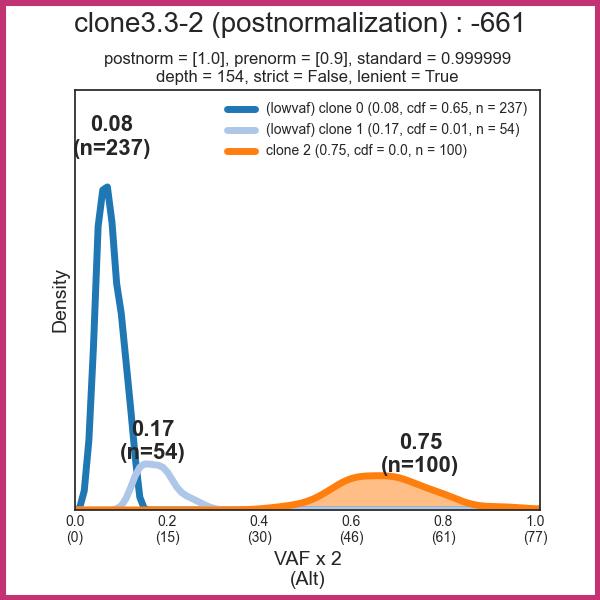 clone3.3-2 (postnormalization) : -661
postnorm = [1.0], prenorm = [0.9], standard = 0.999999
depth = 154, strict = False, lenient = True
(lowvaf) clone 0 (0.08, cdf = 0.65, n = 237)
(lowvaf) clone 1 (0.17, cdf = 0.01, n = 54)
clone 2 (0.75, cdf = 0.0, n = 100)
0.08
(n=237)
0.17
(n=54)
0.75
(n=100)
Density
0.0 0.2 0.4 0.6 0.8 1.0
(0) (15) (30) (46) (61) (77)
VAF x 2
(Alt)